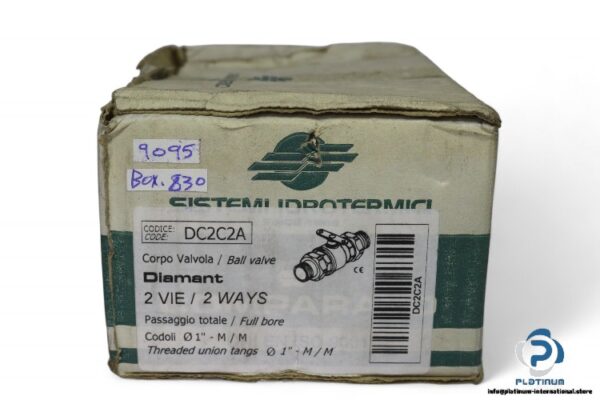 9095
Box.830
SISTEMI IDROTERMICI
CODICE:
CODE:
DC2C2A
Corpo Valvola / Ball valve
Diamant
2 VIE / 2 WAYS
Passaggio totale / Full bore
Codoli Ø 1" - M / M
Threaded union tangs Ø 1" - M / M
CE
DC2C2A
PLATINUM
INTERNATIONAL
info@platinum-international.store